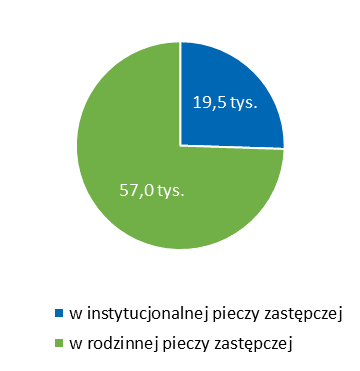 19,5 tys.
57,0 tys.
w instytucjonalnej pieczy zastępczej
w rodzinnej pieczy zastępczej